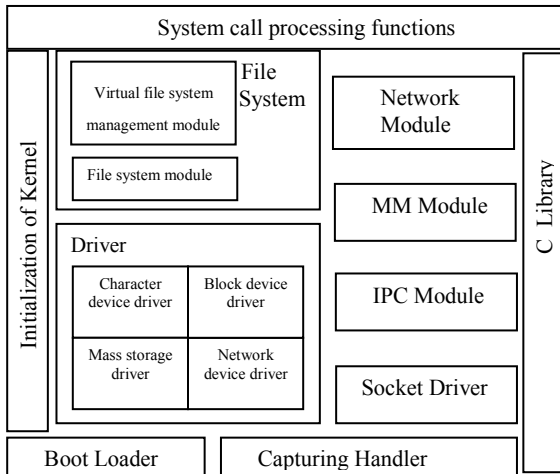 System call processing functions
Initialization of Kernel
File
System
Virtual file system
management module
File system module
Driver
Character
device driver
Block device
driver
Mass storage
driver
Network
device driver
Network
Module
MM Module
IPC Module
Socket Driver
C Library
Boot Loader
Capturing Handler